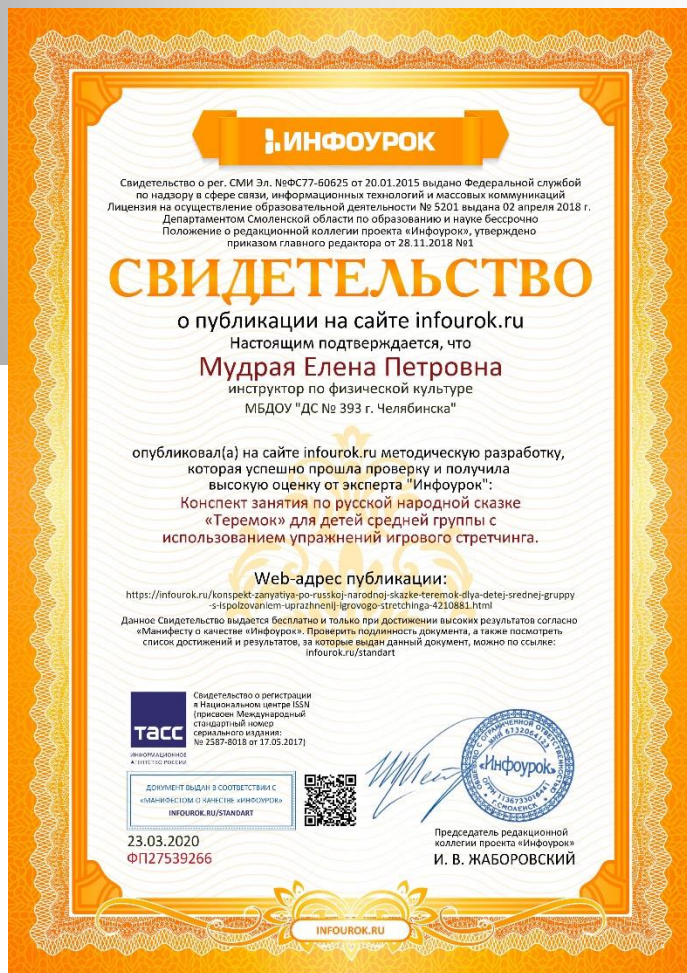 ИНФОУРОК
Свидетельство о рег. СМИ Эл. №ФС77-60625 от 20.01.2015 выдано Федеральной службой
по надзору в сфере связи, информационных технологий и массовых коммуникаций
Лицензия на осуществление образовательной деятельности № 5201 выдана 02 апреля 2018 г.
Департаментом Смоленской области по образованию и науке бессрочно
Положение о редакционной коллегии проекта «Инфоурок», утверждено
приказом главного редактора от 28.11.2018 №1
СВИДЕТЕЛЬСТВО
о публикации на сайте infourok.ru
Настоящим подтверждается, что
Мудрая Елена Петровна
инструктор по физической культуре
МБДОУ "ДС № 393 г. Челябинска"
опубликовал(а) на сайте infourok.ru методическую разработку,
которая успешно прошла проверку и получила
высокую оценку от эксперта "Инфоурок":
Конспект занятия по русской народной сказке
«Теремок» для детей средней группы с
использованием упражнений игрового стретчинга.
Web-адрес публикации:
https://infourok.ru/konspekt-zanyatiya-po-russkoj-narodnoj-skazke-teremok-dlya-detej-srednej-gruppy
-s-ispolzovaniem-uprazhnenij-igrovogo-stretchinga-4210881.html
Данное Свидетельство выдается бесплатно и только при достижении высоких результатов согласно
«Манифесту о качестве «Инфоурок». Проверить подлинность документа, а также посмотреть
список достижений и результатов, за которые выдан данный документ, можно по ссылке:
infourok.ru/standart
Свидетельство о регистрации
в Национальном центре ISSN
(присвоен Международный
стандартный номер
сериального издания:
№ 2587-8018 от 17.05.2017)
ТАСС
ИНФОРМАЦИОННОЕ
АГЕНТСТВО РОССИИ
ДОКУМЕНТ ВЫДАН В СООТВЕТСТВИИ С
«МАНИФЕСТОМ О КАЧЕСТВЕ «ИНФОУРОК»
INFOUROK.RU/STANDART
23.03.2020
ФП27539266
«Инфоурок»
Г.СМОЛЕНСК
Председатель редакционной
коллегии проекта «Инфоурок»
И. В. ЖАБОРОВСКИЙ
INFOUROK.RU